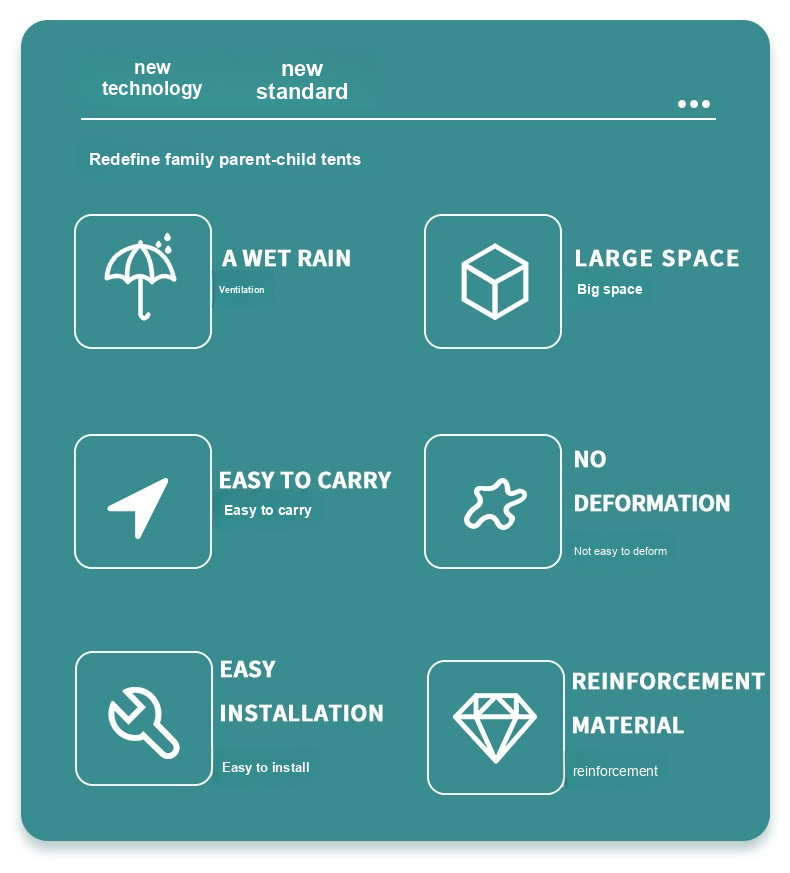 new
technology
new
standard
Redefine family parent-child tents
A WET RAIN
Ventilation
LARGE SPACE
Big space
EASY TO CARRY
Easy to carry
NO
DEFORMATION
Not easy to deform
EASY
INSTALLATION
Easy to install
REINFORCEMENT
MATERIAL
reinforcement